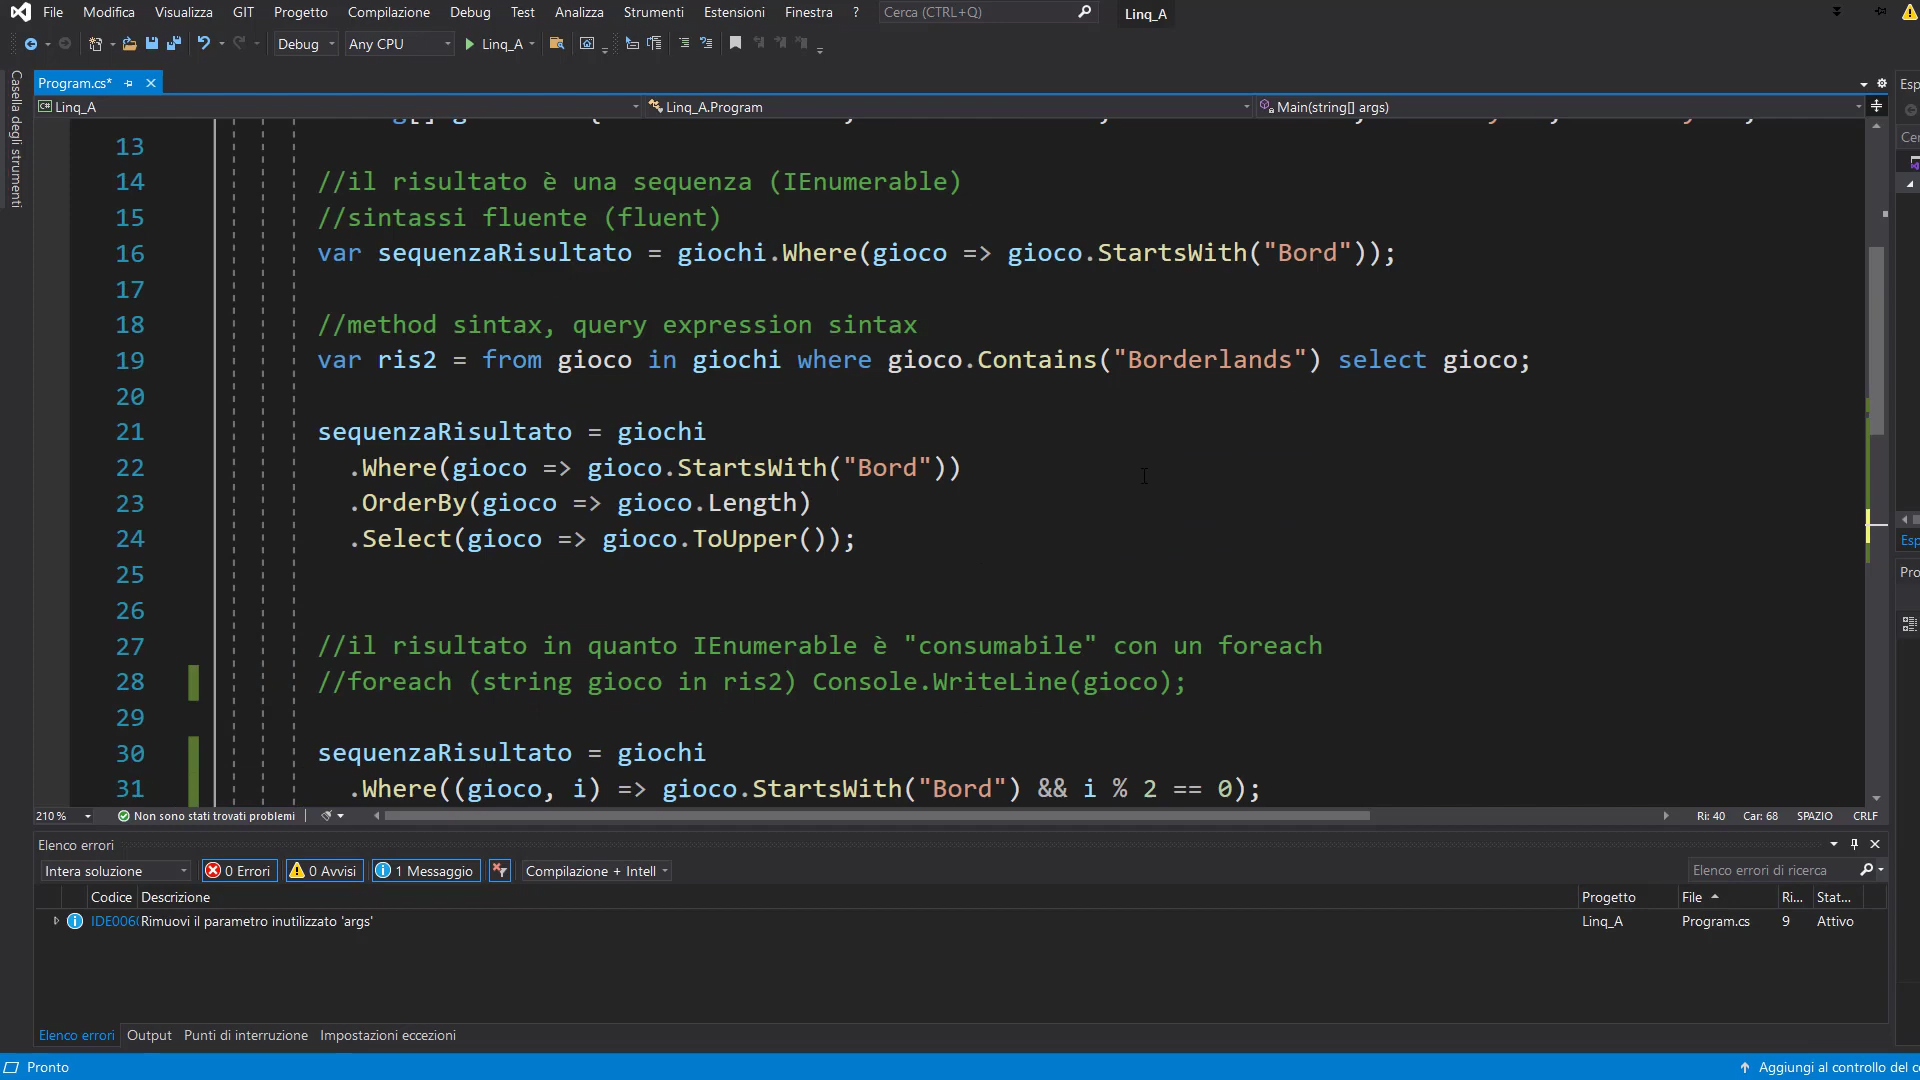 File Modifica Visualizza GIT Progetto Compilazione Debug Test Analizza Strumenti Estensioni Finestra ? Cerca (CTRL+Q) Linq_A
Debug Any CPU Linq_A
Casella degli strumenti
Program.cs*
Linq_A Linq_A.Program Main(string[] args)
13
14 //il risultato è una sequenza (IEnumerable)
15 //sintassi fluente (fluent)
16 var sequenzaRisultato = giochi.Where(gioco => gioco.StartsWith("Bord"));
17
18 //method sintax, query expression sintax
19 var ris2 = from gioco in giochi where gioco.Contains("Borderlands") select gioco;
20
21 sequenzaRisultato = giochi
22 .Where(gioco => gioco.StartsWith("Bord"))
23 .OrderBy(gioco => gioco.Length)
24 .Select(gioco => gioco.ToUpper());
25
26
27 //il risultato in quanto IEnumerable è "consumabile" con un foreach
28 //foreach (string gioco in ris2) Console.WriteLine(gioco);
29
30 sequenzaRisultato = giochi
31 .Where((gioco, i) => gioco.StartsWith("Bord") && i % 2 == 0);
210 % Non sono stati trovati problemi Ri: 40 Car: 68 SPAZIO CRLF
Elenco errori
Intera soluzione 0 Errori 0 Avvisi 1 Messaggio Compilazione + Intell Elenco errori di ricerca
Codice Descrizione Progetto File Ri... Stat...
IDE006 Rimuovi il parametro inutilizzato 'args' Linq_A Program.cs 9 Attivo
Elenco errori Output Punti di interruzione Impostazioni eccezioni
Pronto Aggiungi al controllo del
Esp
Cer
Esp
Pro